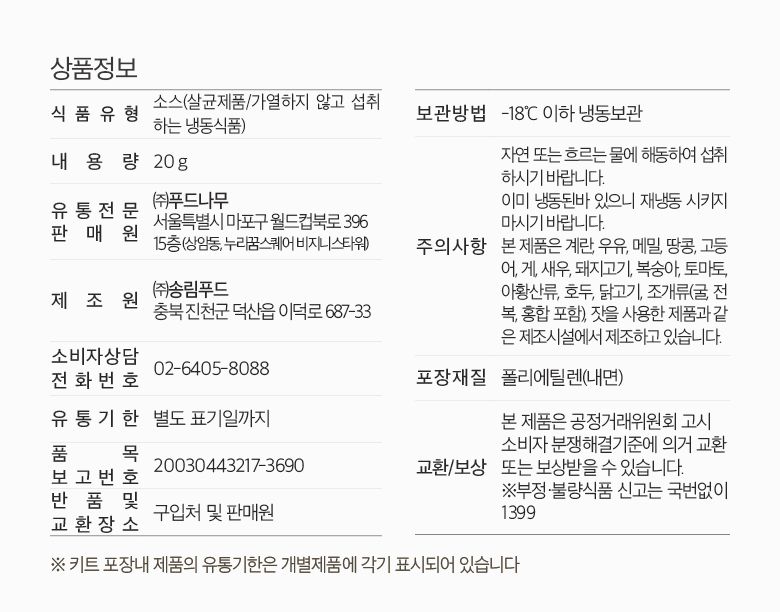 상품정보
식 품 유 형 소스(살균제품/가열하지 않고 섭취
하는 냉동식품)
내 용 량 20 g
유 통 전 문
판 매 원
㈜푸드나무
서울특별시 마포구 월드컵북로 396
15층 (상암동, 누리꿈스퀘어 비지니스타워)
제 조 원
㈜송림푸드
충북 진천군 덕산읍 이덕로 687-33
소비자상담
전 화 번 호
02-6405-8088
유 통 기 한 별도 표기일까지
품 목
보 고 번 호
20030443217-3690
반 품 및
교 환 장 소
구입처 및 판매원
보관방법 -18℃ 이하 냉동보관
주의사항
자연 또는 흐르는 물에 해동하여 섭취
하시기 바랍니다.
이미 냉동된바 있으니 재냉동 시키지
마시기 바랍니다.
본 제품은 계란, 우유, 메밀, 땅콩, 고등
어, 게, 새우, 돼지고기, 복숭아, 토마토,
아황산류, 호두, 닭고기, 조개류(굴, 전
복, 홍합 포함), 잣을 사용한 제품과 같
은 제조시설에서 제조하고 있습니다.
포장재질 폴리에틸렌(내면)
교환/보상
본 제품은 공정거래위원회 고시
소비자 분쟁해결기준에 의거 교환
또는 보상받을 수 있습니다.
※부정·불량식품 신고는 국번없이
1399
※ 키트 포장내 제품의 유통기한은 개별제품에 각기 표시되어 있습니다